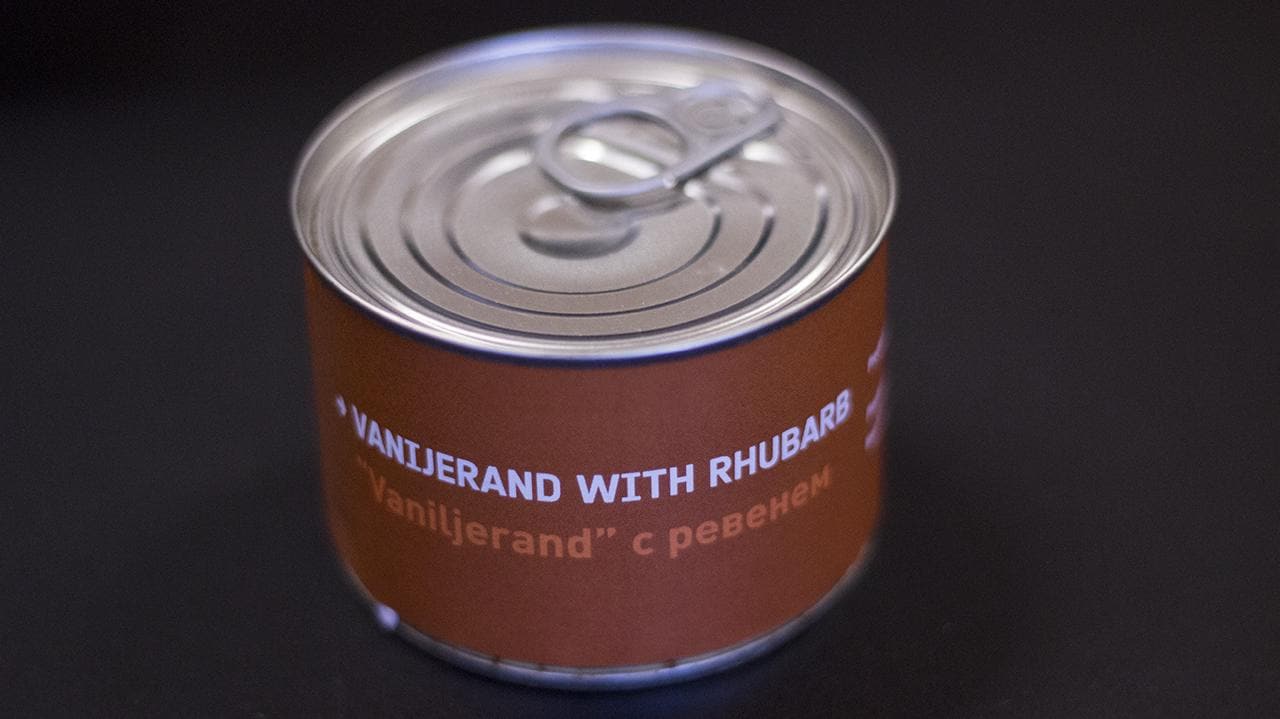 VANIJERAND WITH RHUBARB
"Vaniljerand" с ревенем